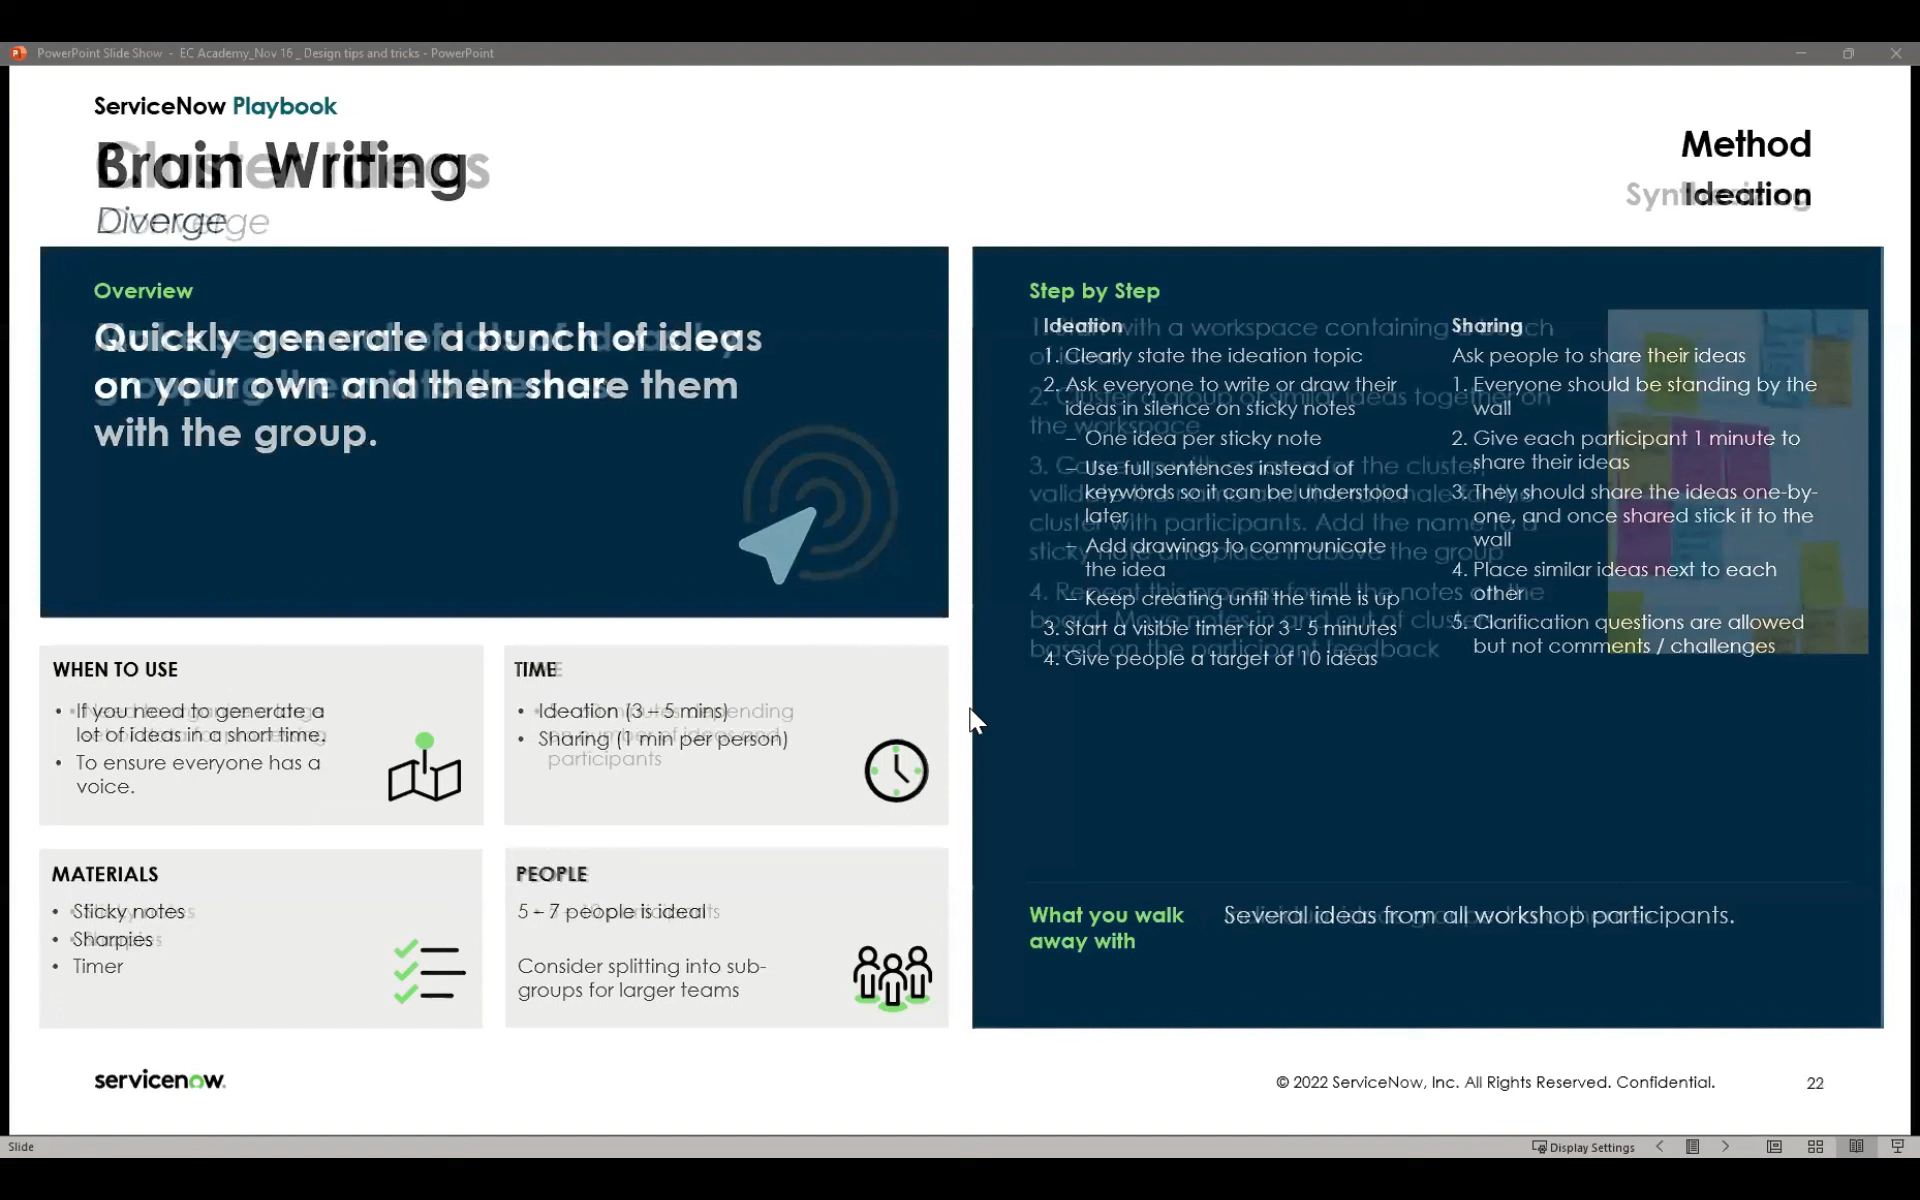 PowerPoint Slide Show - EC Academy_Nov 16 _ Design tips and tricks - PowerPoint
ServiceNow Playbook
Brain Writing
Cluster Ideas
Diverge
Converge
Method
Ideation
Overview
Quickly generate a bunch of ideas
on your own and then share them
with the group.
WHEN TO USE
• If you need to generate a
lot of ideas in a short time.
• To ensure everyone has a
voice.
TIME
• Ideation (3 – 5 mins)
• Sharing (1 min per person)
participants
MATERIALS
• Sticky notes
• Sharpies
• Timer
PEOPLE
5 – 7 people is ideal
Consider splitting into sub-
groups for larger teams
Step by Step
Ideation
1. Clearly state the ideation topic
2. Ask everyone to write or draw their
ideas in silence on sticky notes
– One idea per sticky note
– Use full sentences instead of
keywords so it can be understood
later
– Add drawings to communicate
the idea
– Keep creating until the time is up
3. Start a visible timer for 3 - 5 minutes
4. Give people a target of 10 ideas
Sharing
Ask people to share their ideas
1. Everyone should be standing by the
wall
2. Give each participant 1 minute to
share their ideas
3. They should share the ideas one-by-
one, and once shared stick it to the
wall
4. Place similar ideas next to each
other
5. Clarification questions are allowed
but not comments / challenges
What you walk
away with
Several ideas from all workshop participants.
servicenow
© 2022 ServiceNow, Inc. All Rights Reserved. Confidential.
22
Slide
Display Settings